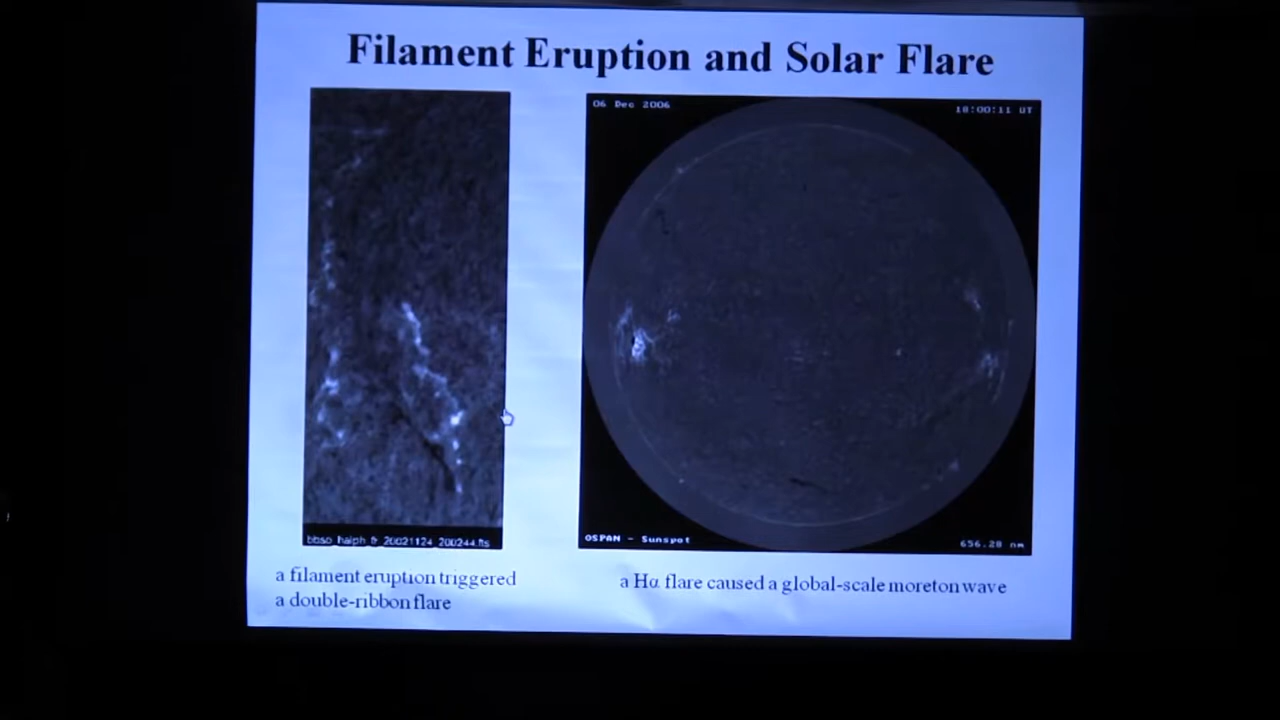 Filament Eruption and Solar Flare
06 Dec 2006
18:00:11 UT
bbso_halph_fr_20021124_200244.fts
OSPAN - Sunspot
656.28 nm
a filament eruption triggered
a double-ribbon flare
a Hα flare caused a global-scale moreton wave